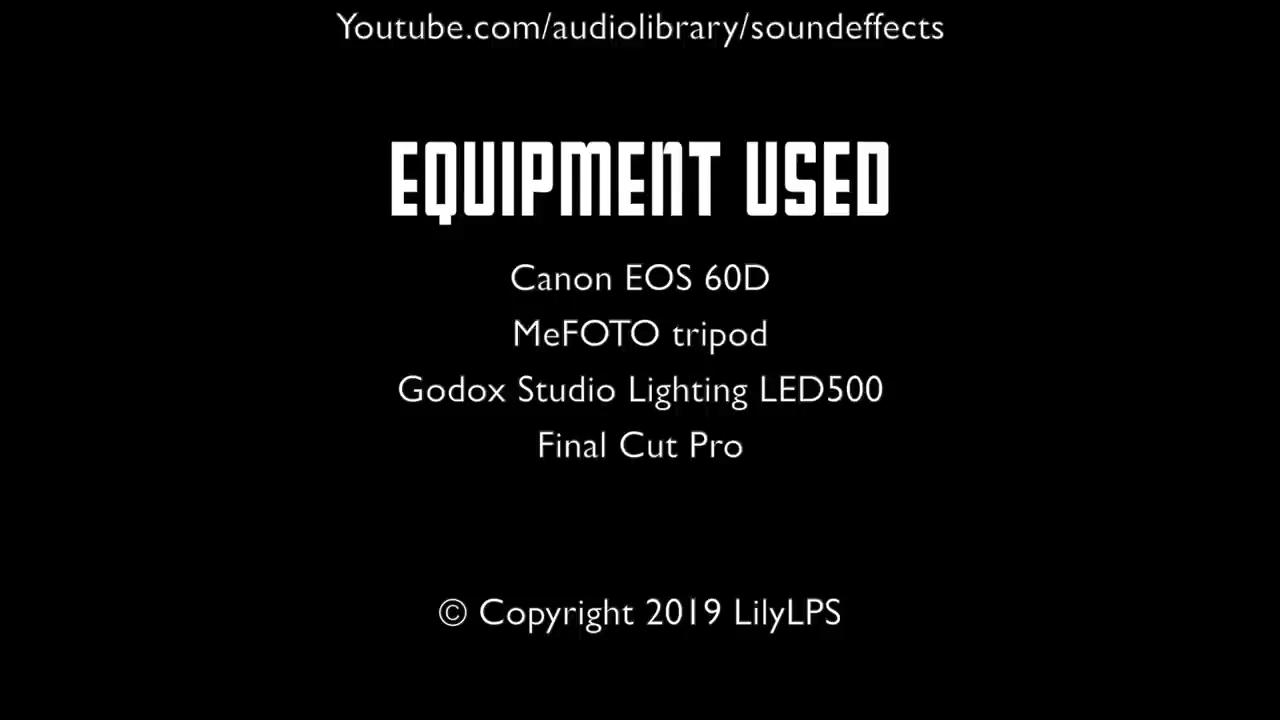 Youtube.com/audiolibrary/soundeffects
EQUIPMENT USED
Canon EOS 60D
MeFOTO tripod
Godox Studio Lighting LED500
Final Cut Pro
© Copyright 2019 LilyLPS